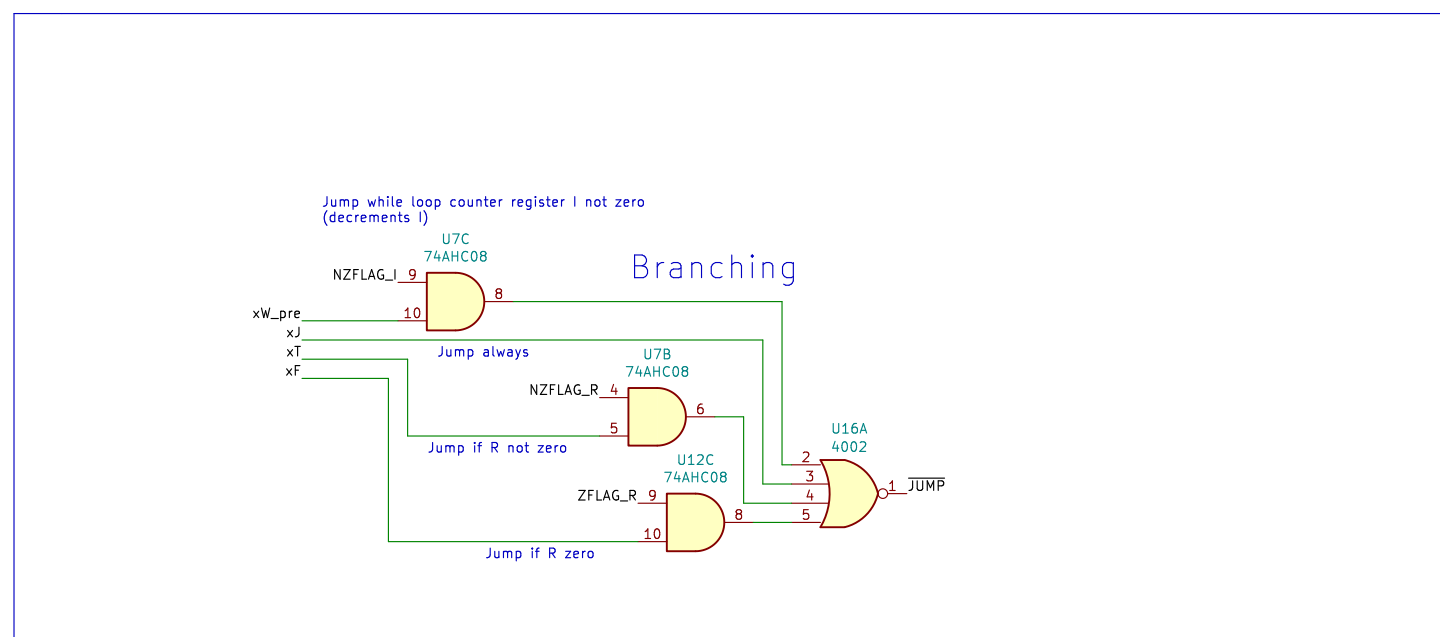 Jump while loop counter register I not zero
(decrements I)
U7C
74AHC08
Branching
NZFLAG_I
9
8
10
xW_pre
xJ
xT
xF
Jump always
U7B
74AHC08
NZFLAG_R
4
6
5
Jump if R not zero
U16A
4002
2
3
4
5
1
JUMP
U12C
74AHC08
ZFLAG_R
9
8
10
Jump if R zero